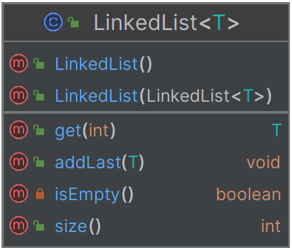 LinkedList<T>
LinkedList()
LinkedList(LinkedList<T>)
get(int) T
addLast(T) void
isEmpty() boolean
size() int